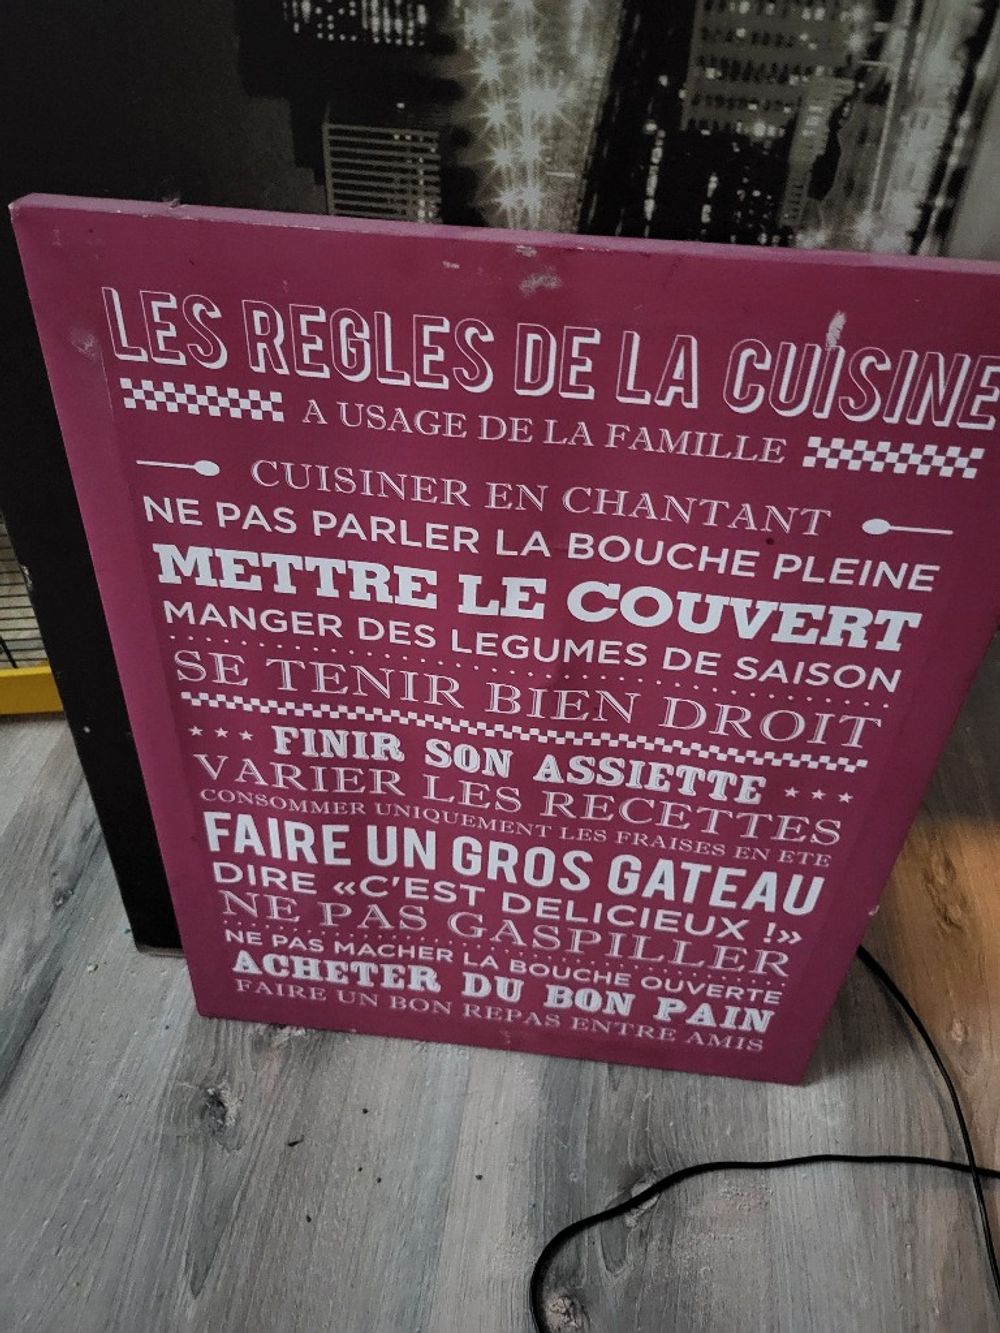 LES REGLES DE LA CUISINE
A USAGE DE LA FAMILLE
CUISINER EN CHANTANT
NE PAS PARLER LA BOUCHE PLEINE
METTRE LE COUVERT
MANGER DES LEGUMES DE SAISON
SE TENIR BIEN DROIT
FINIR SON ASSIETTE
VARIER LES RECETTES
CONSOMMER UNIQUEMENT LES FRAISES EN ETE
FAIRE UN GROS GATEAU
DIRE «C'EST DELICIEUX !»
NE PAS GASPILLER
NE PAS MACHER LA BOUCHE OUVERTE
ACHETER DU BON PAIN
FAIRE UN BON REPAS ENTRE AMIS